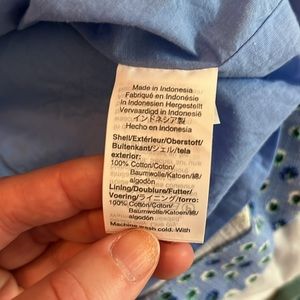 Made in Indonesia
Fabriqué en Indonésie
In Indonesien Hergestellt
Vervaardigd in Indonesië
インドネシア製
Hecho en Indonesia
Shell/Extérieur/Oberstoff/
Buitenkant/シェル/tela
exterior:
100% Cotton/Coton/
Baumwolle/Katoen/綿/
algodón
Lining/Doublure/Futter/
Voering/ライニング/forro:
100% Cotton/Coton/
Baumwolle/Katoen/綿/
algodón
Machine wash cold. With